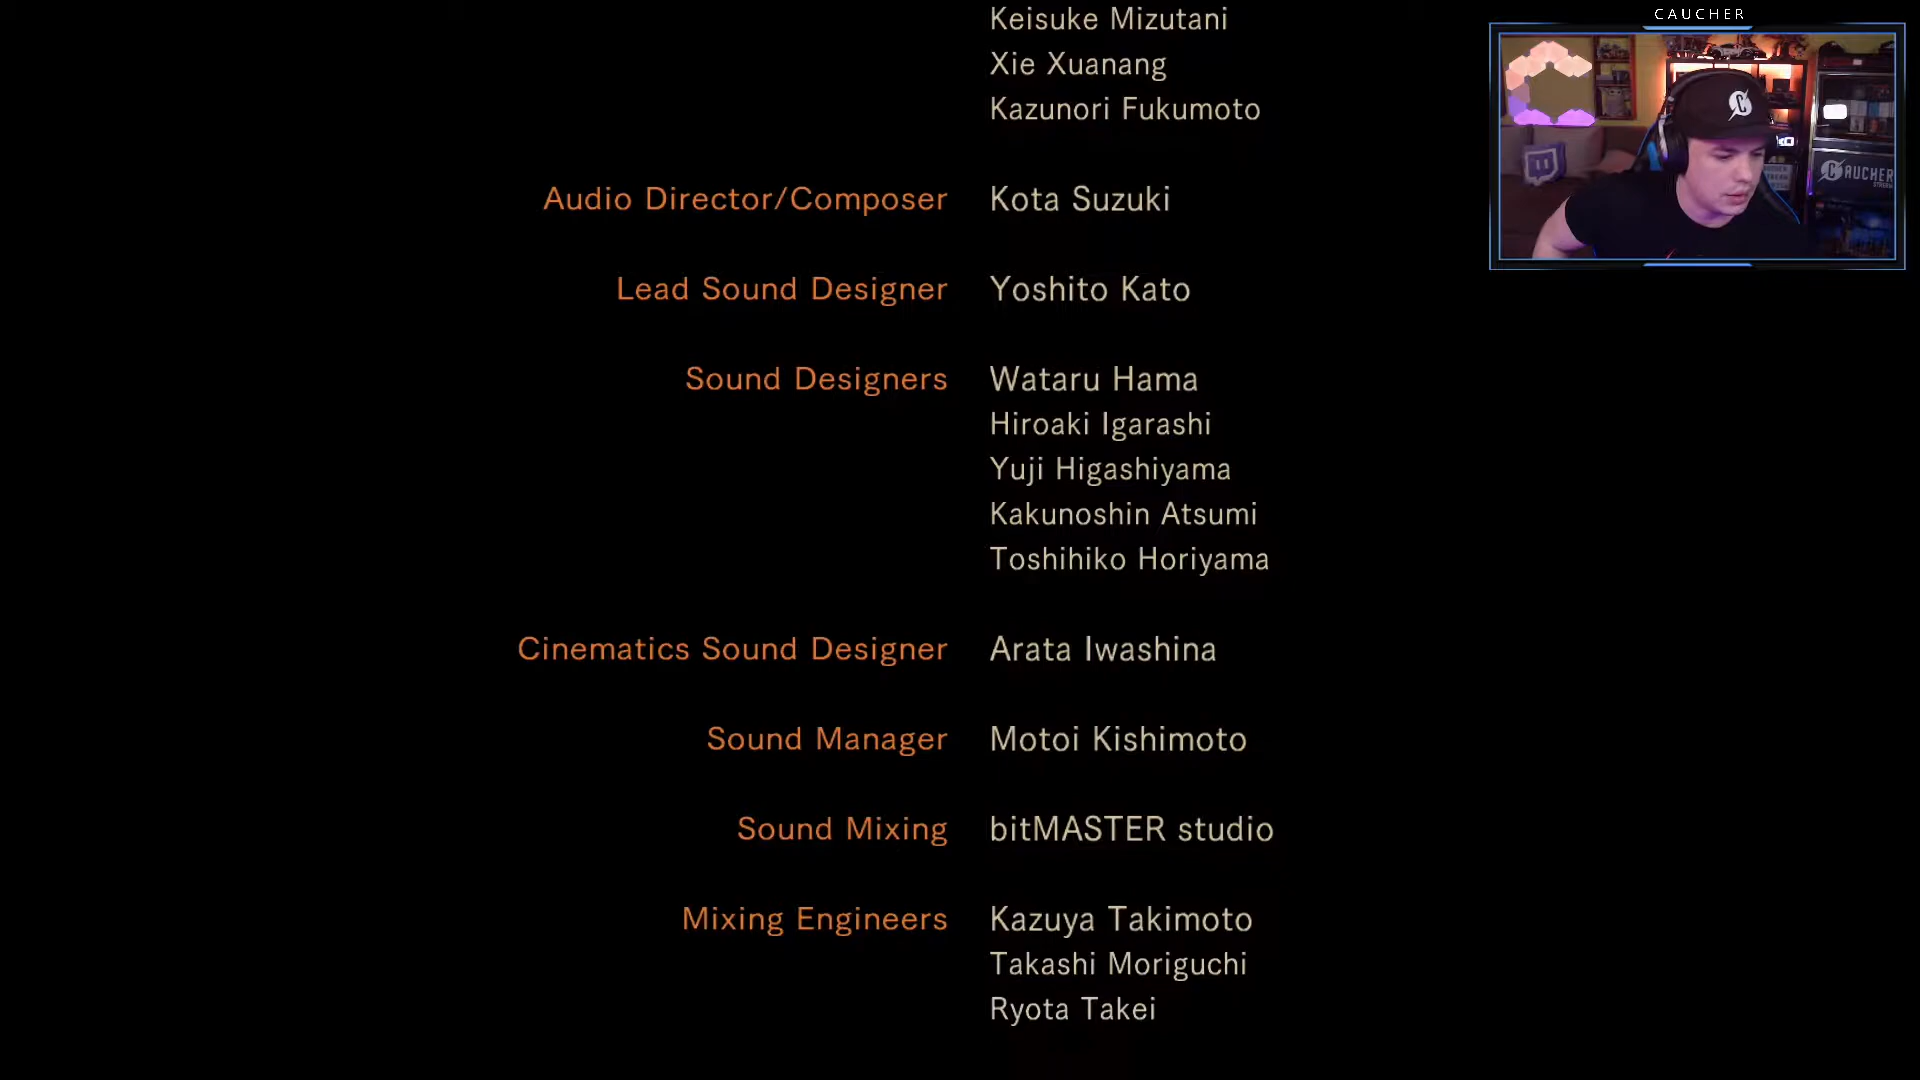 CAUCHER
Keisuke Mizutani
Xie Xuanang
Kazunori Fukumoto
Audio Director/Composer Kota Suzuki
Lead Sound Designer Yoshito Kato
Sound Designers Wataru Hama
Hiroaki Igarashi
Yuji Higashiyama
Kakunoshin Atsumi
Toshihiko Horiyama
Cinematics Sound Designer Arata Iwashina
Sound Manager Motoi Kishimoto
Sound Mixing bitMASTER studio
Mixing Engineers Kazuya Takimoto
Takashi Moriguchi
Ryota Takei
CAUCHER